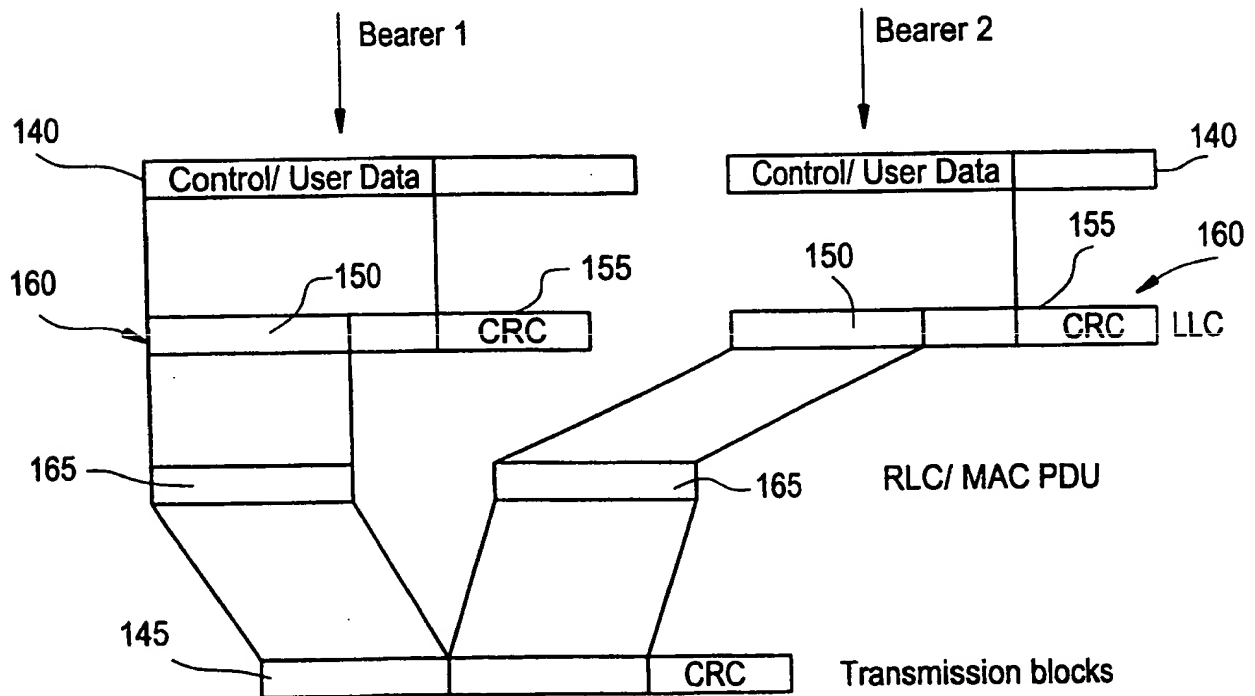 Bearer 1
Bearer 2
140
Control/ User Data
Control/ User Data
140
160
150
155
CRC
150
155
160
CRC
LLC
165
165
RLC/ MAC PDU
145
CRC
Transmission blocks